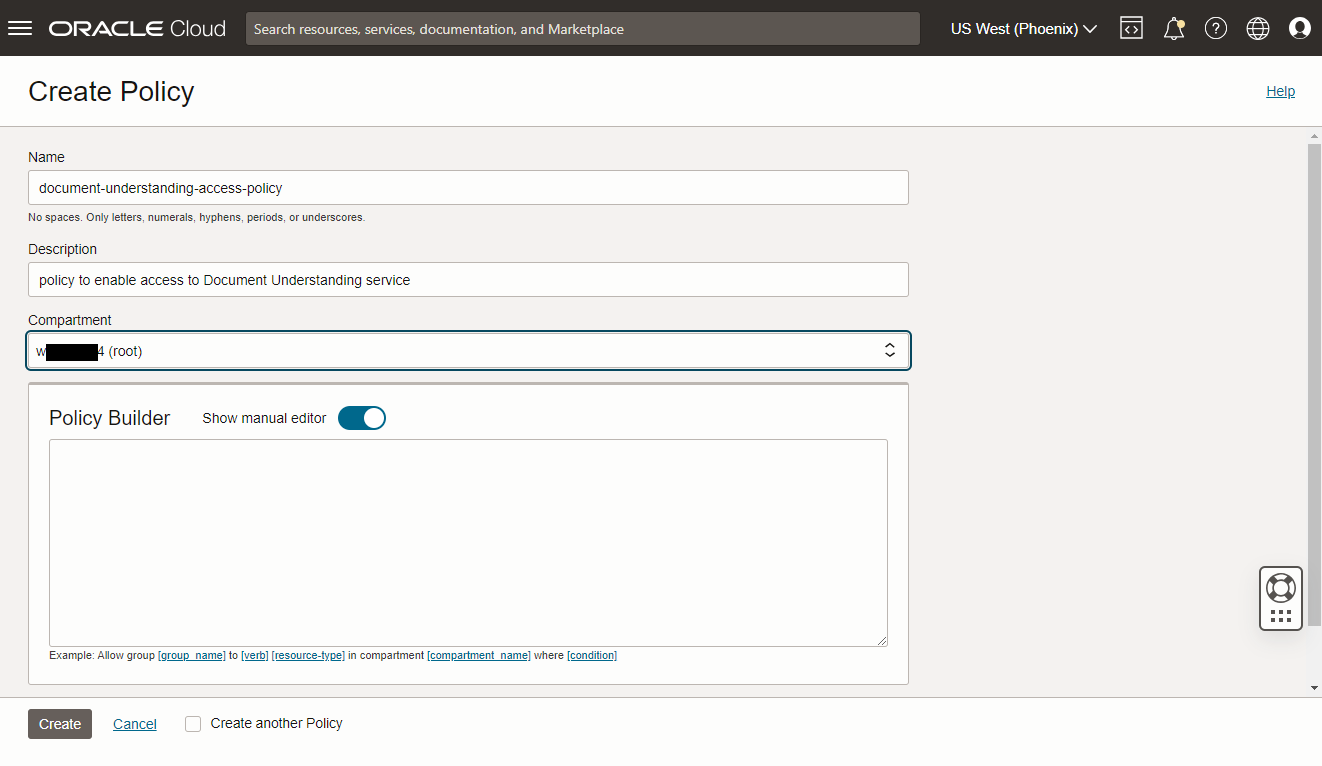 ORACLE Cloud
Search resources, services, documentation, and Marketplace
US West (Phoenix)
Create Policy
Help
Name
document-understanding-access-policy
No spaces. Only letters, numerals, hyphens, periods, or underscores.
Description
policy to enable access to Document Understanding service
Compartment
w 4 (root)
Policy Builder
Show manual editor
Example: Allow group [group_name] to [verb] [resource-type] in compartment [compartment_name] where [condition]
Create
Cancel
Create another Policy